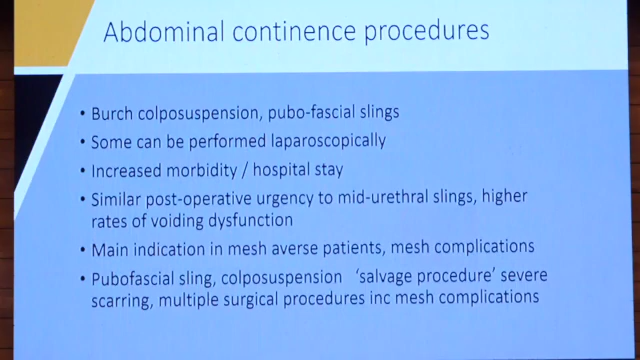 Abdominal continence procedures
• Burch colposuspension, pubo-fascial slings
• Some can be performed laparoscopically
• Increased morbidity / hospital stay
• Similar post-operative urgency to mid-urethral slings, higher
rates of voiding dysfunction
• Main indication in mesh averse patients, mesh complications
• Pubofascial sling, colposuspension ‘salvage procedure’ severe
scarring, multiple surgical procedures inc mesh complications